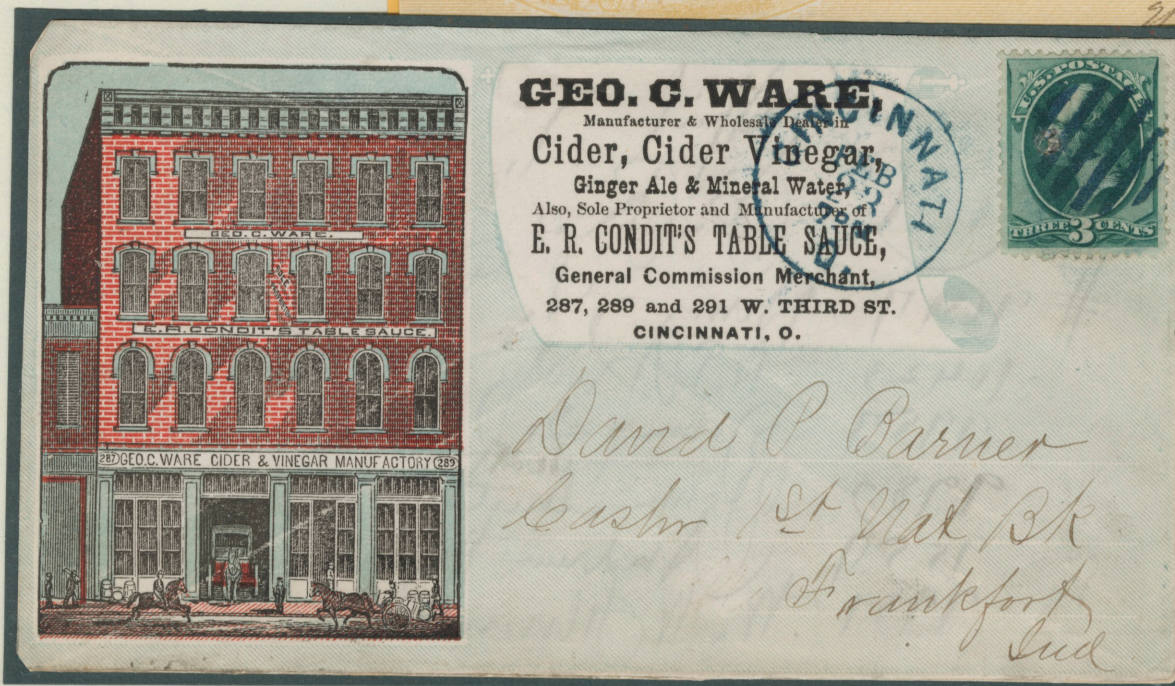 GEO. C. WARE,
Manufacturer & Wholesale Dealer in
Cider, Cider Vinegar,
Ginger Ale & Mineral Water,
Also, Sole Proprietor and Manufacturer of
E. R. CONDIT'S TABLE SAUCE,
General Commission Merchant,
287, 289 and 291 W. THIRD ST.
CINCINNATI, O.
CINCINNATI
FEB
22
U.S. POSTAGE
THREE 3 CENTS
GEO. C. WARE.
E. R. CONDIT'S TABLE SAUCE.
287 GEO. C. WARE CIDER & VINEGAR MANUFACTORY 289
David P Barner
Cashr 1st Nat Bk
Frankfort
Ind